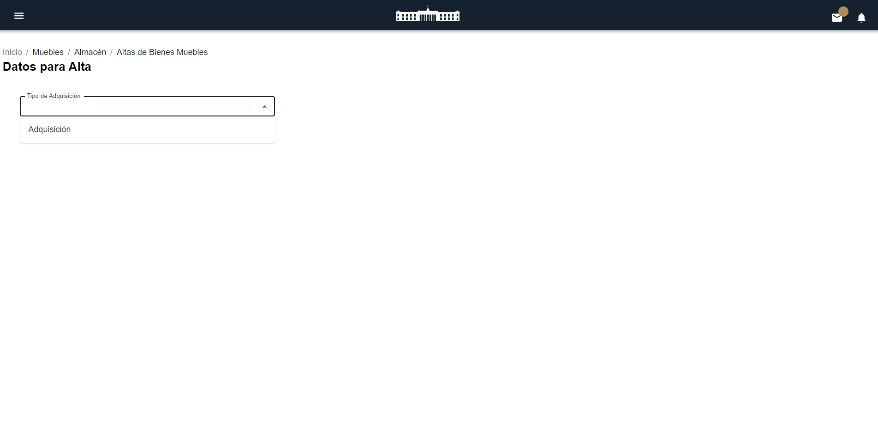 Inicio / Muebles / Almacén / Altas de Bienes Muebles
Datos para Alta
Tipo de Adquisición
Adquisición